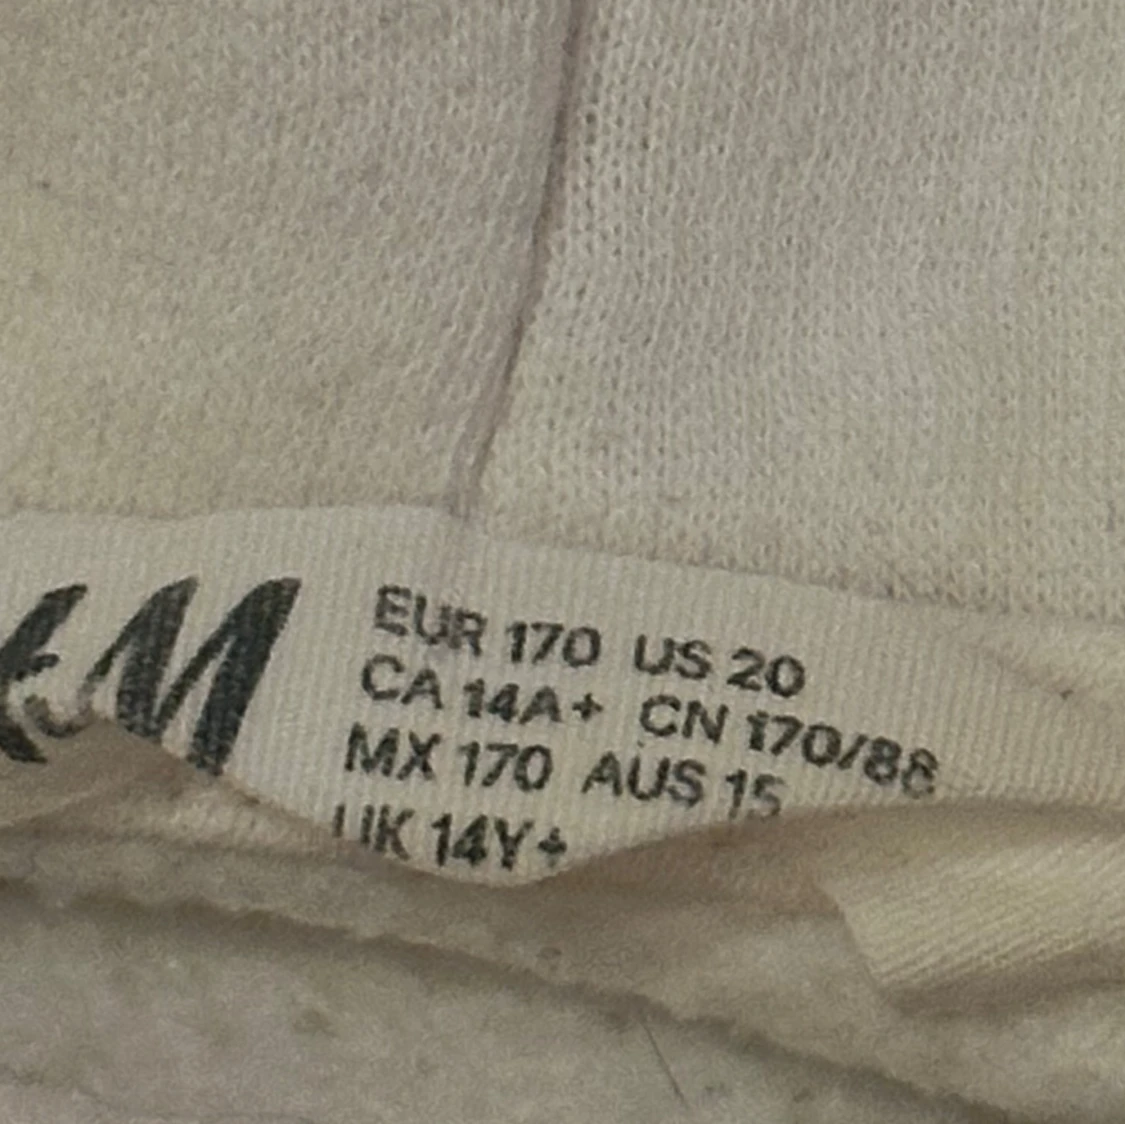 &M
EUR 170 US 20
CA 14A+ CN 170/88
MX 170 AUS 15
UK 14Y+